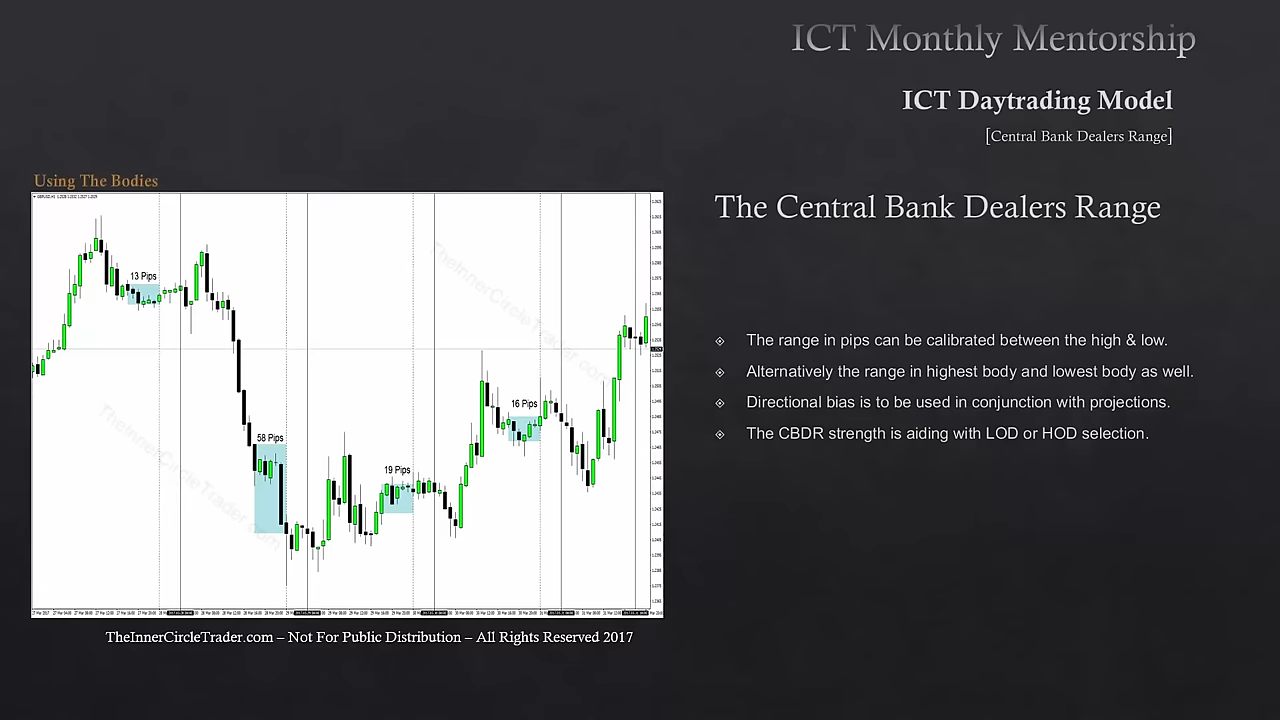 ICT Monthly Mentorship
ICT Daytrading Model
[Central Bank Dealers Range]
Using The Bodies
The Central Bank Dealers Range
13 Pips
58 Pips
19 Pips
16 Pips
TheInnerCircleTrader.com
TheInnerCircleTrader.com
◈ The range in pips can be calibrated between the high & low.
◈ Alternatively the range in highest body and lowest body as well.
◈ Directional bias is to be used in conjunction with projections.
◈ The CBDR strength is aiding with LOD or HOD selection.
TheInnerCircleTrader.com – Not For Public Distribution – All Rights Reserved 2017